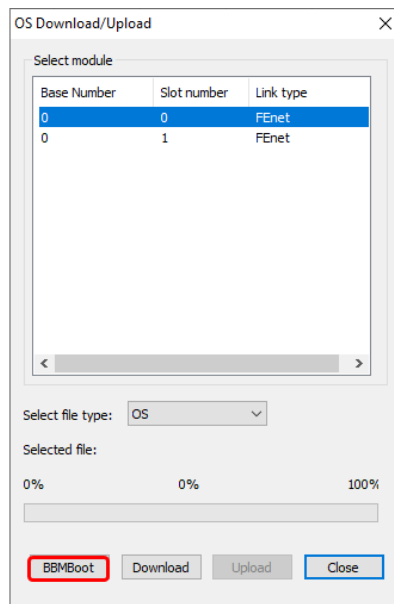 OS Download/Upload
Select module
Base Number Slot number Link type
0 0 FEnet
0 1 FEnet
Select file type: OS
Selected file:
0% 0% 100%
BBMBoot Download Upload Close